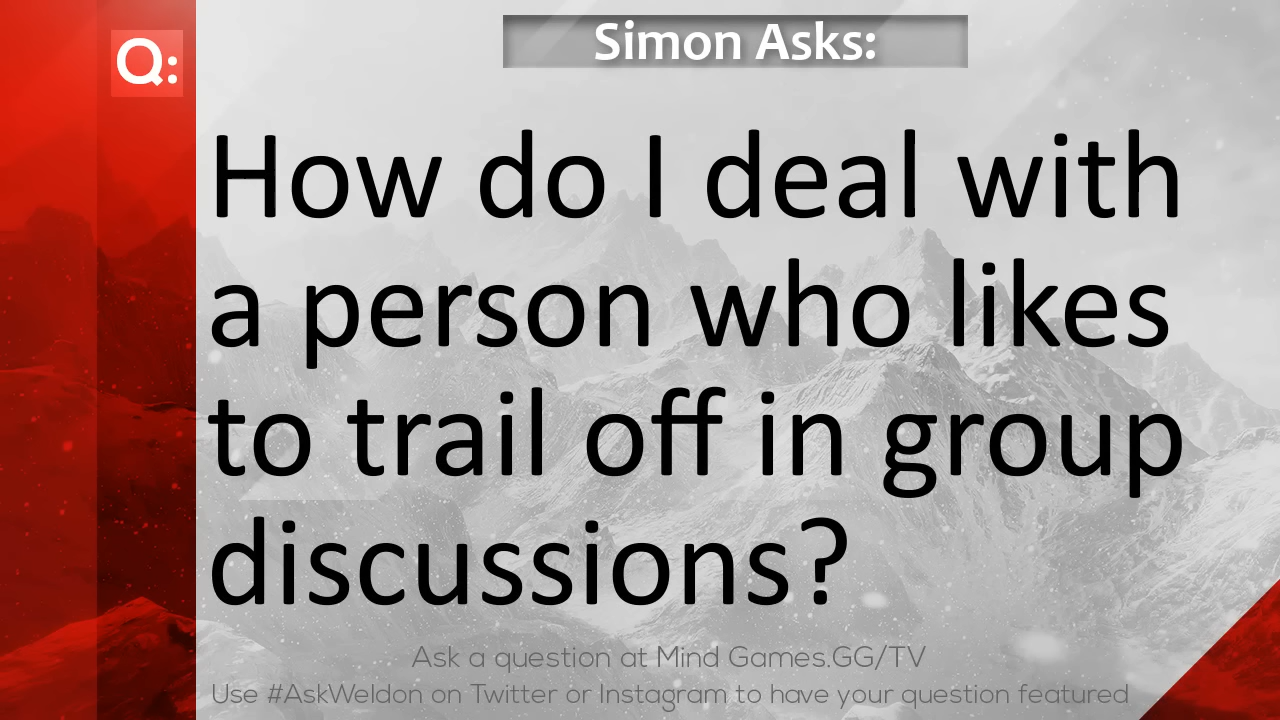 Q:
Simon Asks:
How do I deal with
a person who likes
to trail off in group
discussions?
Ask a question at Mind Games.GG/TV
Use #AskWeldon on Twitter or Instagram to have your question featured